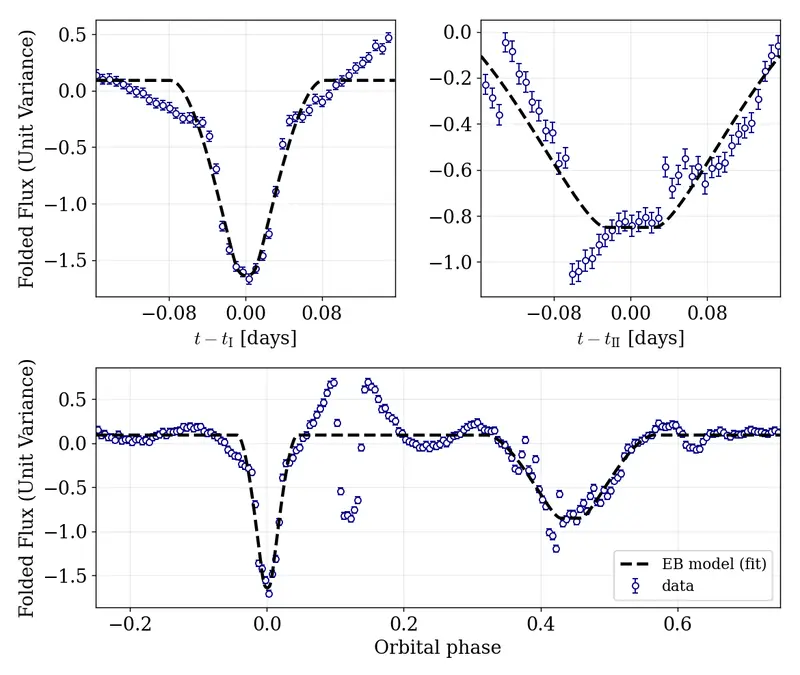 Folded Flux (Unit Variance)
0.5
0.0
−0.5
−1.0
−1.5
−0.08 0.00 0.08
t − t_I [days]
0.0
−0.2
−0.4
−0.6
−0.8
−1.0
−0.08 0.00 0.08
t − t_II [days]
Folded Flux (Unit Variance)
0.5
0.0
−0.5
−1.0
−1.5
−0.2 0.0 0.2 0.4 0.6
Orbital phase
EB model (fit)
data